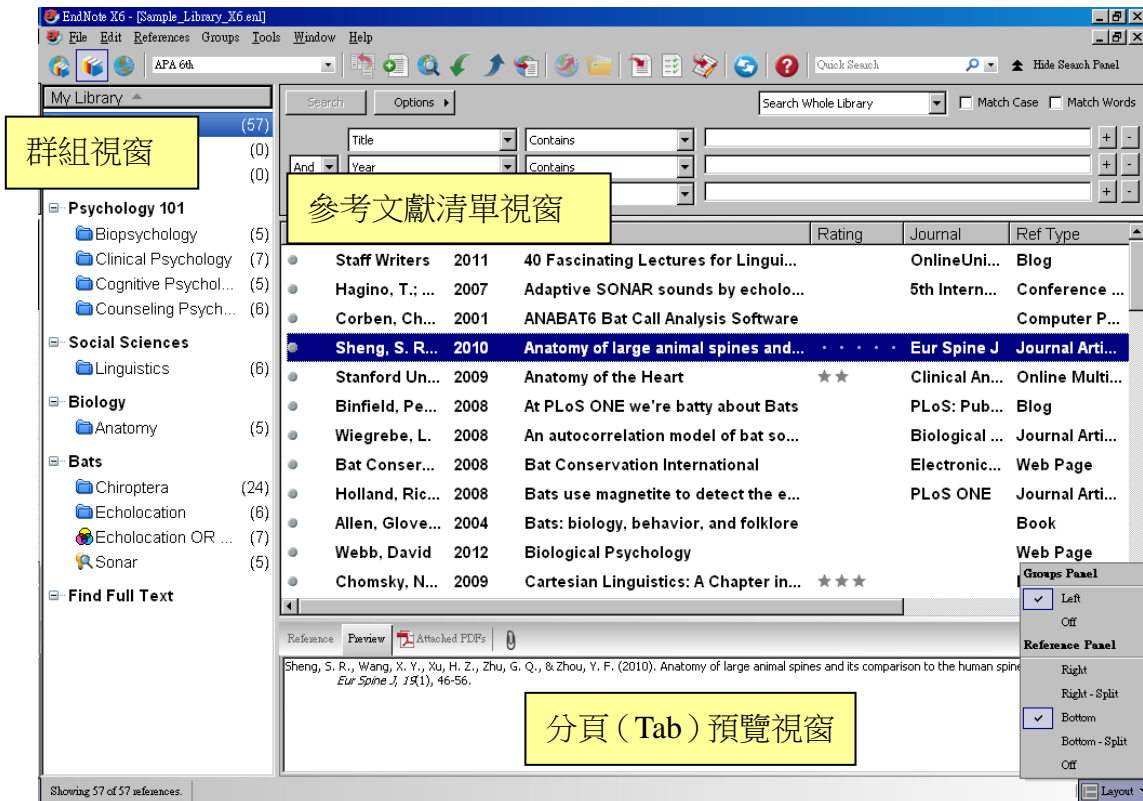 EndNote X6 - [Sample_Library_X6.enl]
File Edit References Groups Tools Window Help
APA 6th Quick Search Hide Search Panel
My Library
Search Options Search Whole Library Match Case Match Words
群組視窗
(57)
(0)
(0)
Title Contains + -
And Year Contains + -
+ -
參考文獻清單視窗
Psychology 101
Biopsychology (5)
Clinical Psychology (7)
Cognitive Psychol... (5)
Counseling Psych... (6)
Social Sciences
Linguistics (6)
Biology
Anatomy (5)
Bats
Chiroptera (24)
Echolocation (6)
Echolocation OR ... (7)
Sonar (5)
Find Full Text
Rating Journal Ref Type
Staff Writers 2011 40 Fascinating Lectures for Lingui... OnlineUni... Blog
Hagino, T.; ... 2007 Adaptive SONAR sounds by echolo... 5th Intern... Conference ...
Corben, Ch... 2001 ANABAT6 Bat Call Analysis Software Computer P...
Sheng, S. R... 2010 Anatomy of large animal spines and... Eur Spine J Journal Arti...
Stanford Un... 2009 Anatomy of the Heart ★★ Clinical An... Online Multi...
Binfield, Pe... 2008 At PLoS ONE we're batty about Bats PLoS: Pub... Blog
Wiegrebe, L. 2008 An autocorrelation model of bat so... Biological ... Journal Arti...
Bat Conser... 2008 Bat Conservation International Electronic... Web Page
Holland, Ric... 2008 Bats use magnetite to detect the e... PLoS ONE Journal Arti...
Allen, Glove... 2004 Bats: biology, behavior, and folklore Book
Webb, David 2012 Biological Psychology Web Page
Chomsky, N... 2009 Cartesian Linguistics: A Chapter in... ★★★
Reference Preview Attached PDFs
Sheng, S. R., Wang, X. Y., Xu, H. Z., Zhu, G. Q., & Zhou, Y. F. (2010). Anatomy of large animal spines and its comparison to the human spine
Eur Spine J, 19(1), 46-56.
分頁（Tab）預覽視窗
Groups Panel
Left
Off
Reference Panel
Right
Right - Split
Bottom
Bottom - Split
Off
Showing 57 of 57 references. Layout